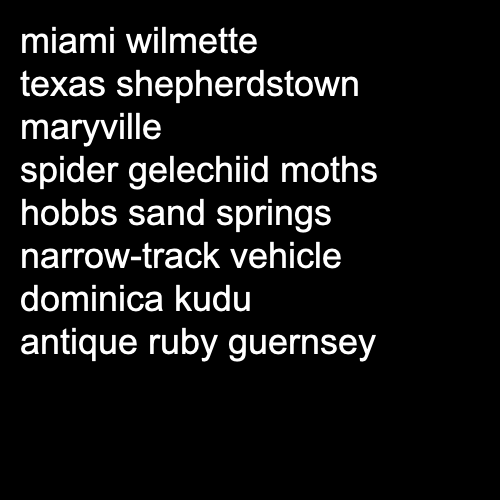 miami wilmette
texas shepherdstown
maryville
spider gelechiid moths
hobbs sand springs
narrow-track vehicle
dominica kudu
antique ruby guernsey